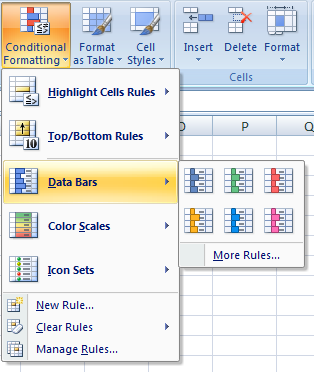 Conditional
Formatting
Format
as Table
Cell
Styles
Insert
Delete
Format
Cells
Highlight Cells Rules
10
Top/Bottom Rules
P
Q
Data Bars
Color Scales
More Rules...
Icon Sets
New Rule...
Clear Rules
Manage Rules...